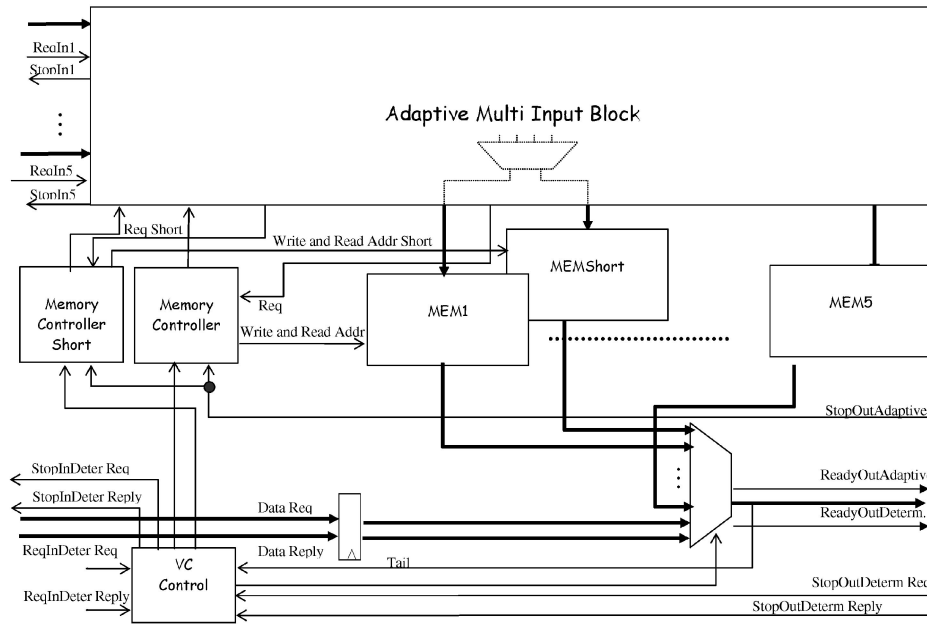 ReqIn1
StopIn1
Adaptive Multi Input Block
ReqIn5
StopIn5
Req Short
Write and Read Addr Short
MEMShort
Memory
Controller
Short
Memory
Controller
Req
MEM1
MEM5
Write and Read Addr
StopOutAdaptive
StopInDeter Req
ReadyOutAdaptive
StopInDeter Reply
Data Req
ReadyOutDeterm.
ReqInDeter Req
Data Reply
Tail
VC
Control
StopOutDeterm Req
ReqInDeter Reply
StopOutDeterm Reply